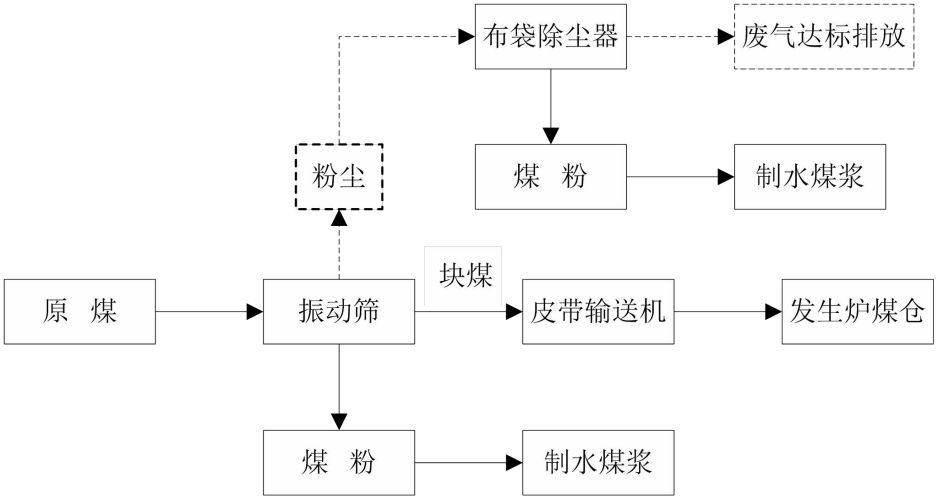 布袋除尘器
废气达标排放
粉尘
煤 粉
制水煤浆
块煤
原 煤
振动筛
皮带输送机
发生炉煤仓
煤 粉
制水煤浆